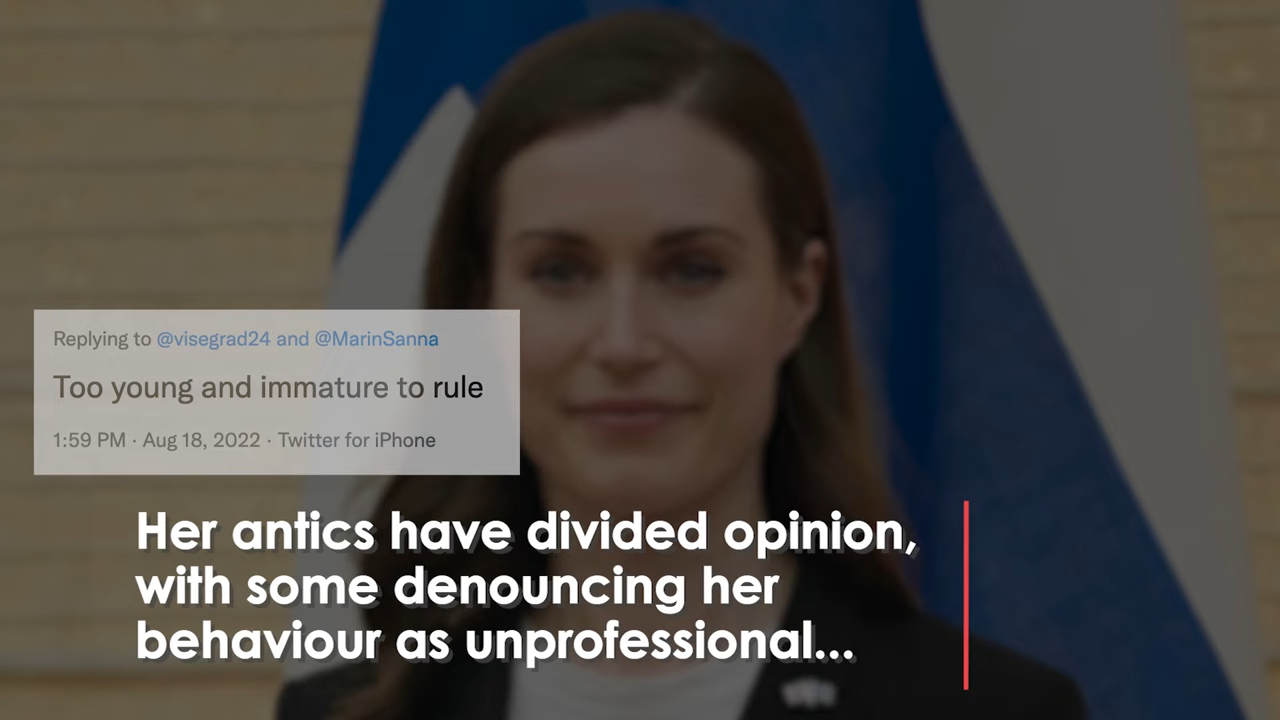 Replying to @visegrad24 and @MarinSanna
Too young and immature to rule
1:59 PM · Aug 18, 2022 · Twitter for iPhone
Her antics have divided opinion,
with some denouncing her
behaviour as unprofessional...